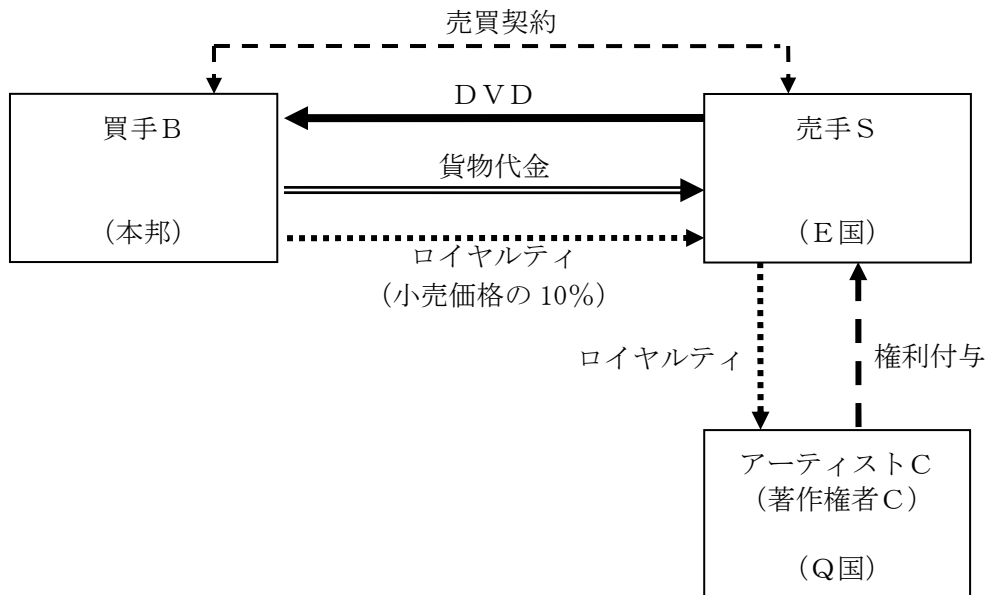 売買契約
買手B
DVD
売手S
貨物代金
(本邦)
(E国)
ロイヤルティ
(小売価格の 10%)
ロイヤルティ
権利付与
アーティストC
(著作権者C)
(Q国)